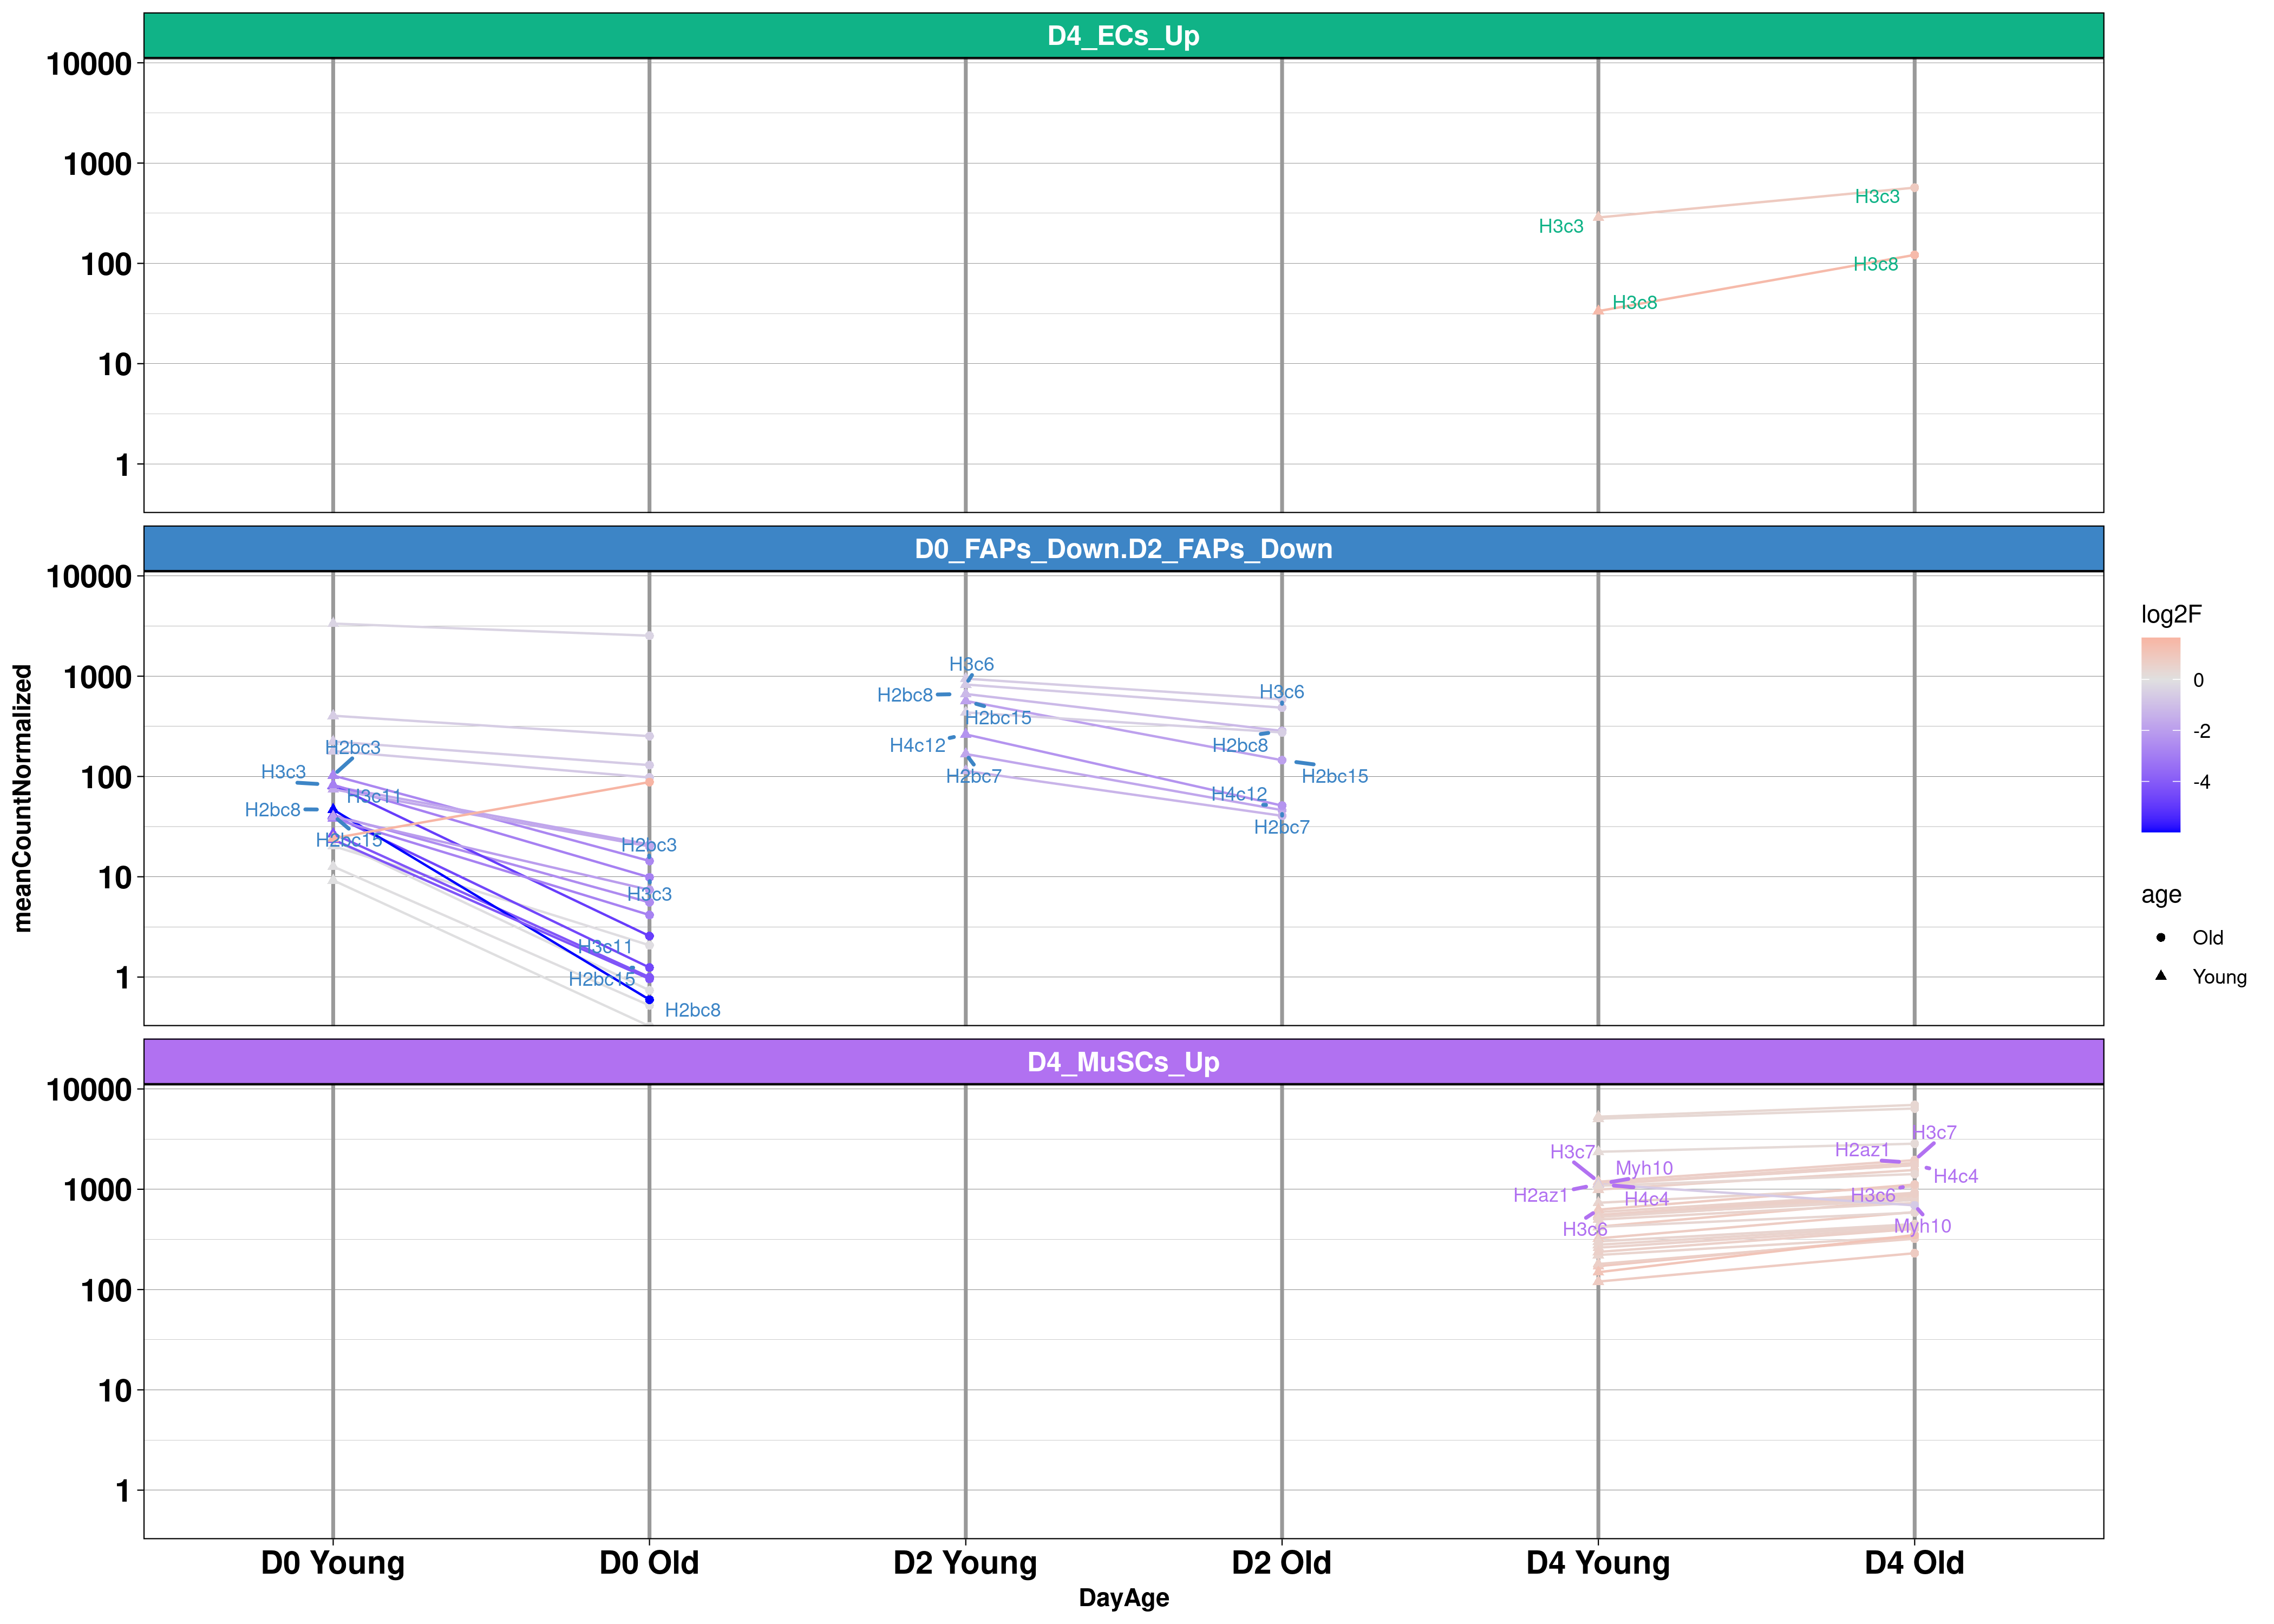 D4_ECs_Up
10000
1000
100
10
1
H3c3
H3c3
H3c8
H3c8
D0_FAPs_Down.D2_FAPs_Down
10000
1000
100
10
1
H2bc3
H3c3
H3c11
H2bc8
H2bc15
H2bc3
H3c3
H3c11
H2bc15
H2bc8
H3c6
H2bc8
H2bc15
H4c12
H2bc7
H3c6
H2bc8
H2bc15
H4c12
H2bc7
D4_MuSCs_Up
10000
1000
100
10
1
H3c7
Myh10
H2az1
H4c4
H3c6
H3c7
H2az1
H4c4
H3c6
Myh10
D0 Young
D0 Old
D2 Young
D2 Old
D4 Young
D4 Old
DayAge
meanCountNormalized
log2F
0
-2
-4
age
Old
Young